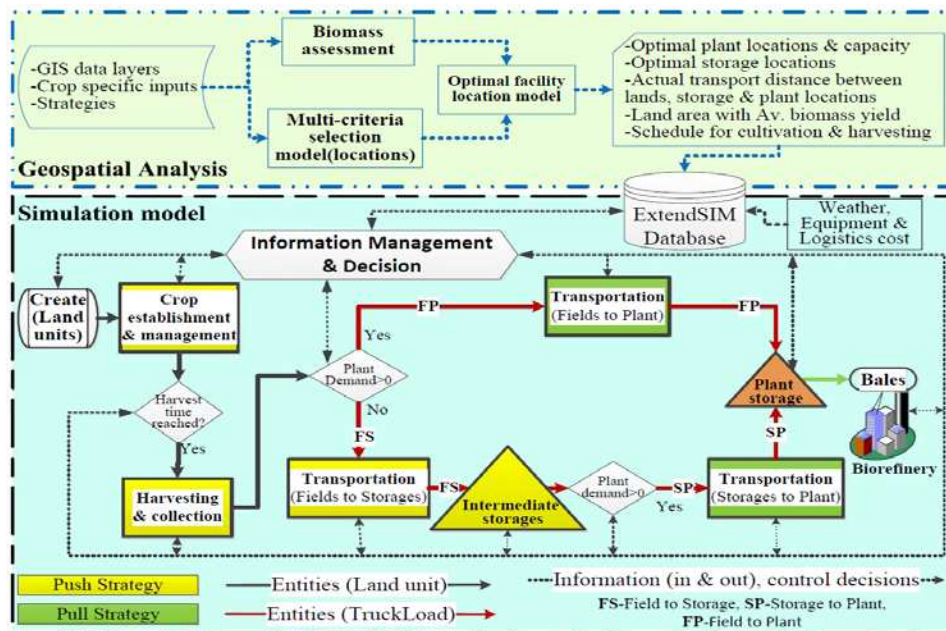 -GIS data layers
-Crop specific inputs
-Strategies
Biomass
assessment
Multi-criteria
selection
model(locations)
Optimal facility
location model
-Optimal plant locations & capacity
-Optimal storage locations
-Actual transport distance between
lands, storage & plant locations
-Land area with Av. biomass yield
-Schedule for cultivation & harvesting
Geospatial Analysis
Simulation model
Information Management
& Decision
ExtendSIM
Database
Weather,
Equipment &
Logistics cost
Create
(Land
units)
Crop
establishment
& management
Harvest
time
reached?
Yes
Harvesting
& collection
Plant
Demand>0
Yes
No
FP
Transportation
(Fields to Plant)
FP
FS
Transportation
(Fields to Storages)
FS
Intermediate
storages
Plant
demand>0
SP
Yes
Transportation
(Storages to Plant)
SP
Plant
storage
Bales
Biorefinery
Push Strategy
Entities (Land unit)
Information (in & out), control decisions
Pull Strategy
Entities (TruckLoad)
FS-Field to Storage, SP-Storage to Plant,
FP-Field to Plant